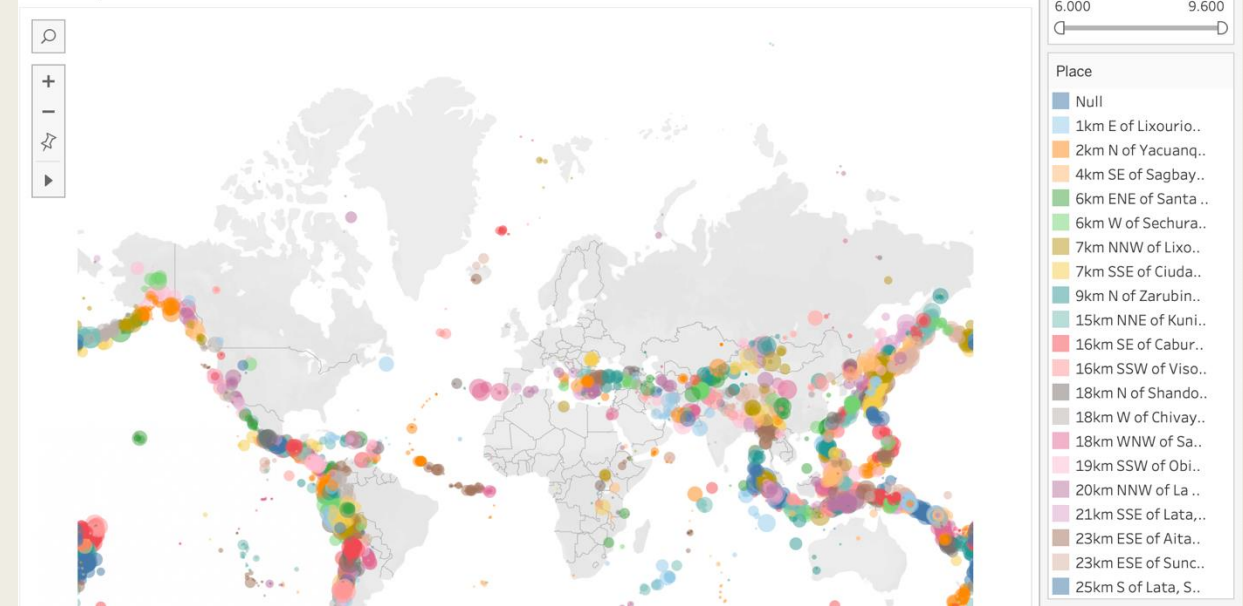 6.000 9.600
Place
Null
1km E of Lixourio..
2km N of Yacuanq..
4km SE of Sagbay..
6km ENE of Santa ..
6km W of Sechura..
7km NNW of Lixo..
7km SSE of Ciuda..
9km N of Zarubin..
15km NNE of Kuni..
16km SE of Cabur..
16km SSW of Viso..
18km N of Shando..
18km W of Chivay..
18km WNW of Sa..
19km SSW of Obi..
20km NNW of La ..
21km SSE of Lata,..
23km ESE of Aita..
23km ESE of Sunc..
25km S of Lata, S..